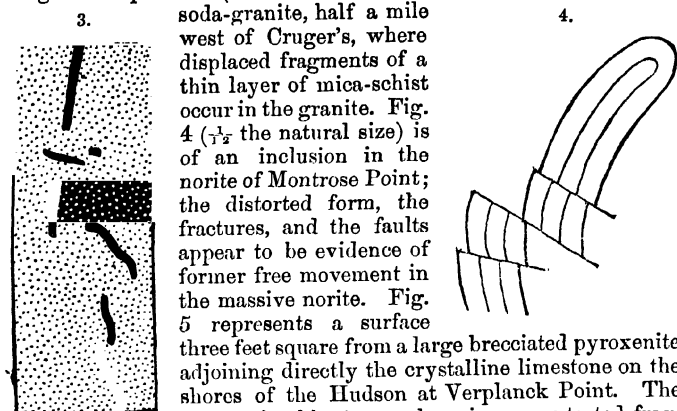 3.
4.
soda-granite, half a mile
west of Cruger's, where
displaced fragments of a
thin layer of mica-schist
occur in the granite. Fig.
4 (1/12 the natural size) is
of an inclusion in the
norite of Montrose Point;
the distorted form, the
fractures, and the faults
appear to be evidence of
former free movement in
the massive norite. Fig.
5 represents a surface
three feet square from a large brecciated pyroxenite
adjoining directly the crystalline limestone on the
shores of the Hudson at Verplanck Point. The